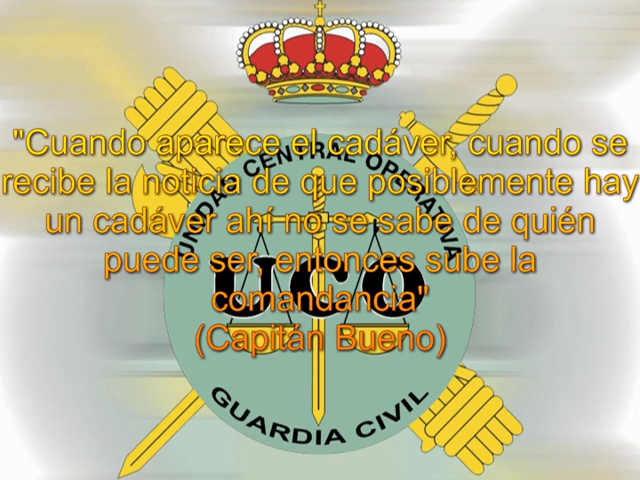 "Cuando aparece el cadáver, cuando se
recibe la noticia de que posiblemente hay
un cadáver ahí no se sabe de quién
puede ser, entonces sube la
comandancia"
(Capitán Bueno)
UNIDAD CENTRAL OPERATIVA
UCO
GUARDIA CIVIL